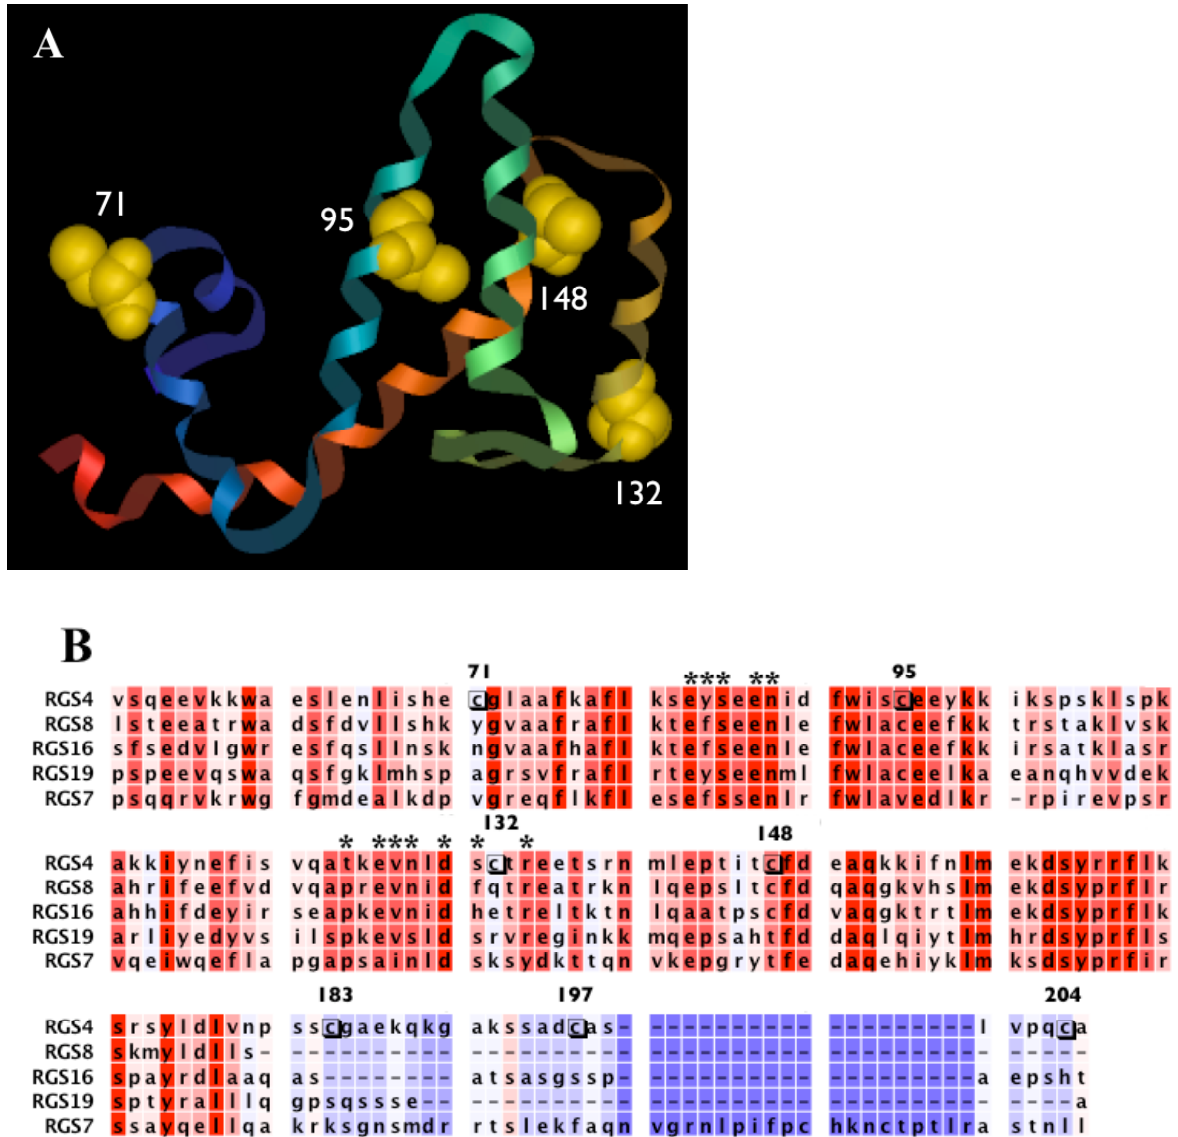 A
71
95
148
132
B
71 95
*** **
RGS4 vsqeevkkwa eslenlishe cglaafkafl kseyseenid fwisceeykk ikspsklspk
RGS8 lsteeatrwa dsfdvllshk ygvaafrafl ktefseenle fwlaceefkk trstaklvsk
RGS16 sfsedvlgwr esfqsllnsk ngvaafhafl ktefseenle fwlaceefkk irsatklasr
RGS19 pspeevqswa qsfgklmhsp agrsvfrafl rteyseenml fwlaceelka eanqhvvdek
RGS7 psqqrvkrwg fgmdealkdp vgreqflkfl esefssenlr fwlavedlkr -rpirevpsr
132 148
* *** * * *
RGS4 akkiynefis vqatkevnld sctreetsrn mleptitcfd eaqkkifnlm ekdsyrrflk
RGS8 ahrifeefvd vqaprevnid fqtreatrkn lqepsltcfd qaqgkvhslm ekdsyprflr
RGS16 ahhifdeyir seapkevnid hetreltktn lqaatpscfd vaqgktrtlm ekdsyprflk
RGS19 arliyedyvs ilspkevsld srvreginkk mqepsahtfd daqlqiytlm hrdsyprfls
RGS7 vqeiwqefla pgapsainld sksydkttqn vkepgrytfe daqehiyklm ksdsyprfir
183 197 204
RGS4 srsyldlvnp sscgaekqkg akssadcas- ---------- ---------l vpqca
RGS8 skmyldlls- ---------- ---------- ---------- ---------- -----
RGS16 spayrdlaaq as-------- atsasgssp- ---------- ---------a epsht
RGS19 sptyralllq gpsqssse-- ---------- ---------- ---------- ----a
RGS7 ssayqellqa krksgnsmdr rtslekfaqn vgrnlpifpc hknctptlra stnll